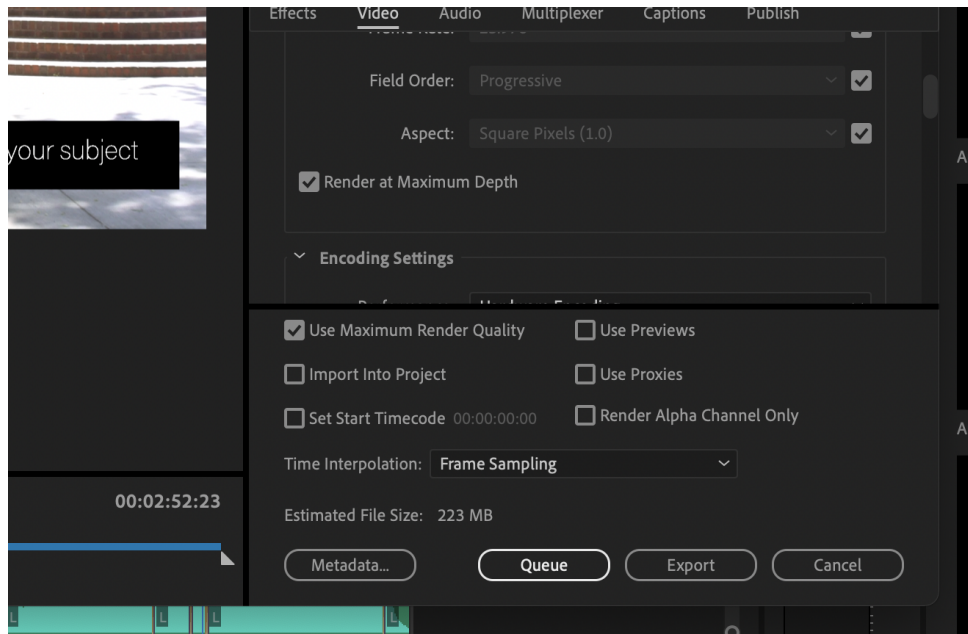 Effects Video Audio Multiplexer Captions Publish
Field Order: Progressive
Aspect: Square Pixels (1.0)
your subject
Render at Maximum Depth
Encoding Settings
Hardware Encoding
Use Maximum Render Quality Use Previews
Import Into Project Use Proxies
Set Start Timecode 00:00:00:00 Render Alpha Channel Only
Time Interpolation: Frame Sampling
00:02:52:23
Estimated File Size: 223 MB
Metadata... Queue Export Cancel
L L L L
A
A